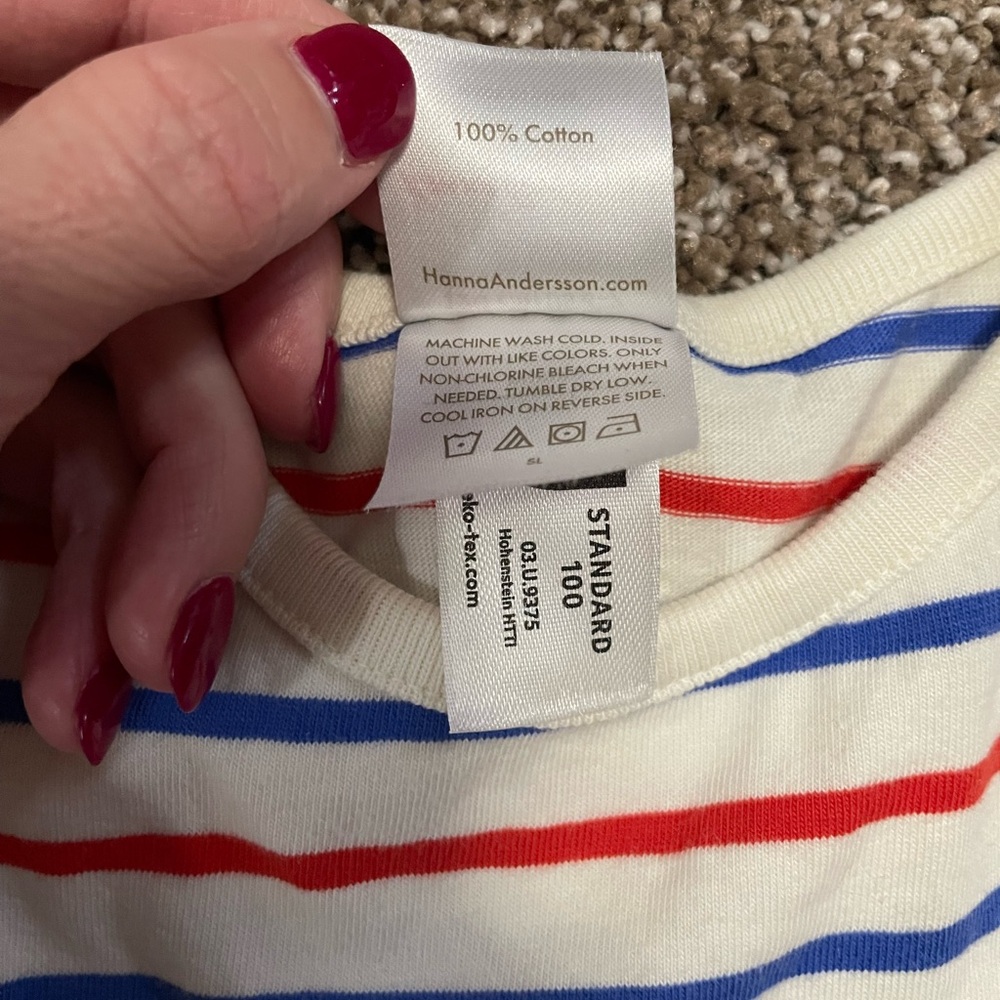 100% Cotton
HannaAndersson.com
MACHINE WASH COLD. INSIDE
OUT WITH LIKE COLORS. ONLY
NON-CHLORINE BLEACH WHEN
NEEDED. TUMBLE DRY LOW.
COOL IRON ON REVERSE SIDE.
SL
STANDARD
100
03.U.9375
Hohenstein HTTI
eko-tex.com